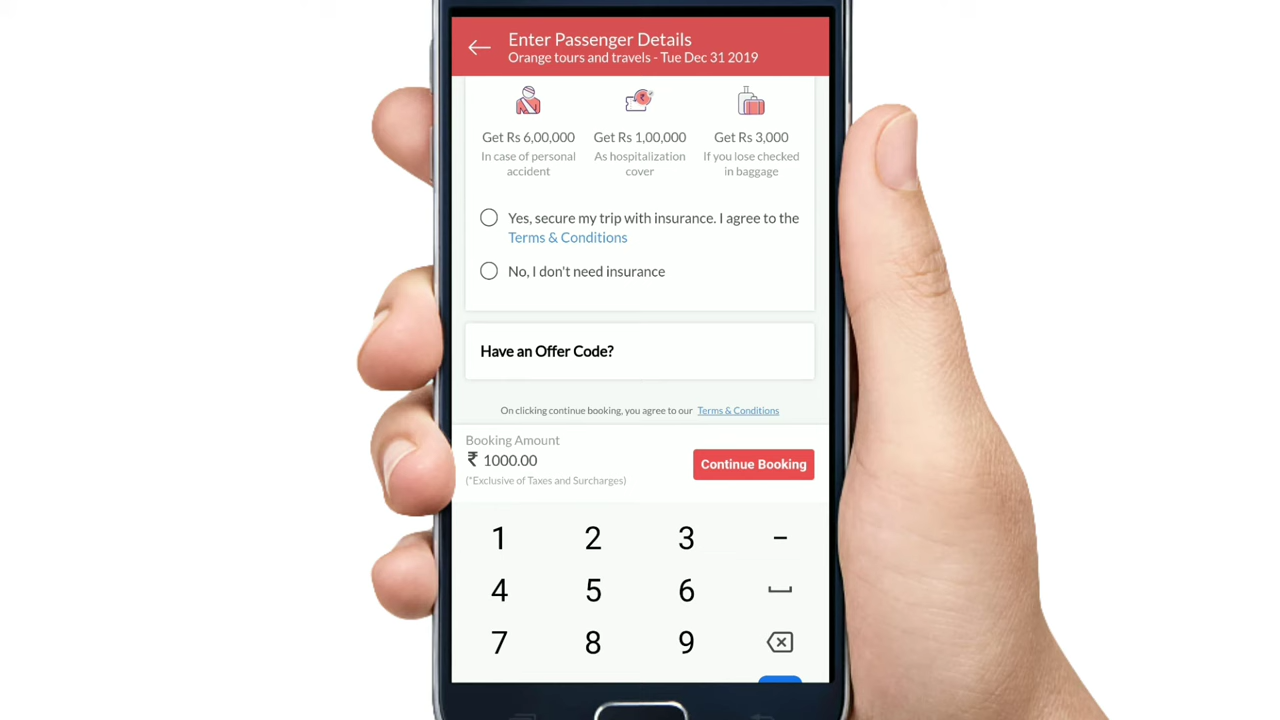 Enter Passenger Details
Orange tours and travels - Tue Dec 31 2019
Get Rs 6,00,000
Get Rs 1,00,000
Get Rs 3,000
In case of personal
accident
As hospitalization
cover
If you lose checked
in baggage
Yes, secure my trip with insurance. I agree to the
Terms & Conditions
No, I don't need insurance
Have an Offer Code?
On clicking continue booking, you agree to our Terms & Conditions
Booking Amount
₹ 1000.00
Continue Booking
(*Exclusive of Taxes and Surcharges)
1 2 3 -
4 5 6
7 8 9